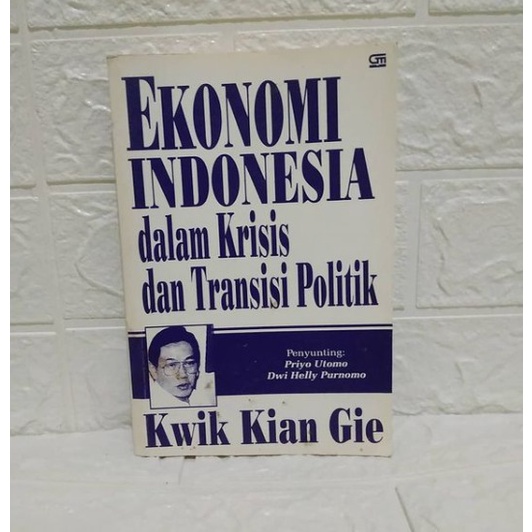 GM
EKONOMI
INDONESIA
dalam Krisis
dan Transisi Politik
Penyunting:
Priyo Utomo
Dwi Helly Purnomo
Kwik Kian Gie